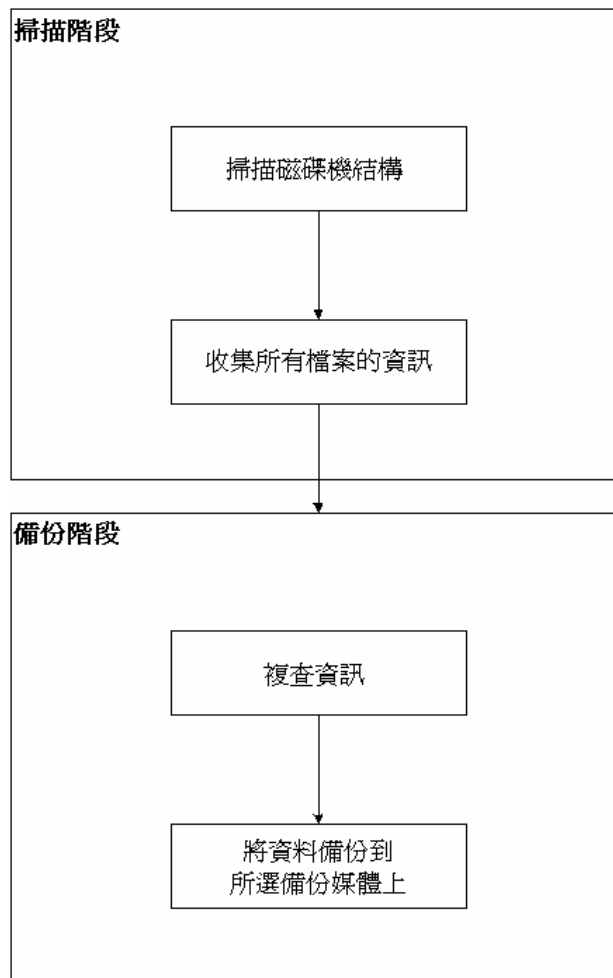 掃描階段
掃描磁碟機結構
收集所有檔案的資訊
備份階段
複查資訊
將資料備份到
所選備份媒體上